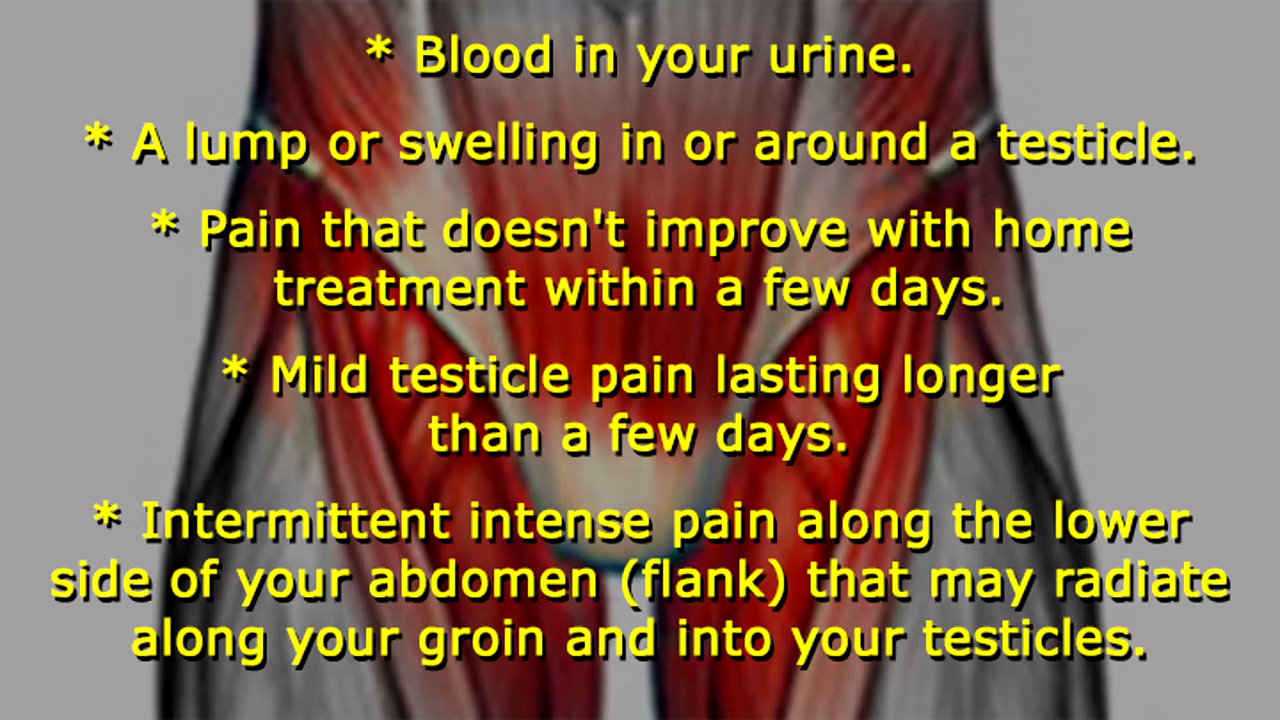 * Blood in your urine.
* A lump or swelling in or around a testicle.
* Pain that doesn't improve with home
treatment within a few days.
* Mild testicle pain lasting longer
than a few days.
* Intermittent intense pain along the lower
side of your abdomen (flank) that may radiate
along your groin and into your testicles.